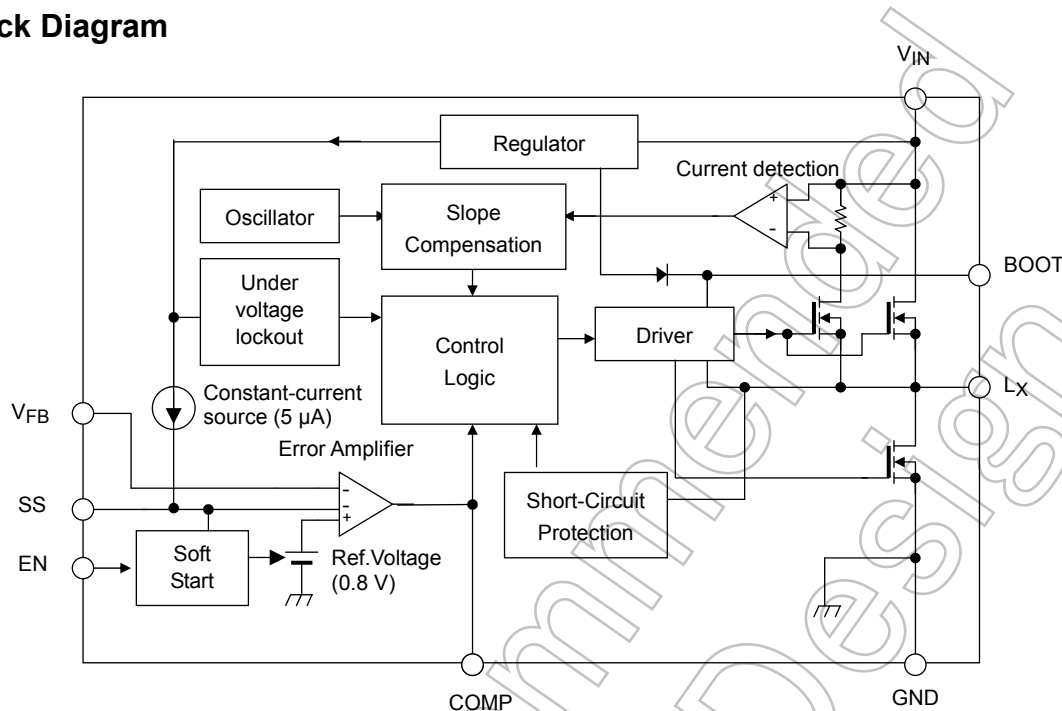 ck Diagram
VIN
Regulator
Current detection
+
-
Oscillator
Slope
Compensation
BOOT
Under
voltage
lockout
Control
Logic
Driver
LX
Constant-current
source (5 µA)
VFB
Error Amplifier
-
-
+
SS
Short-Circuit
Protection
EN
Soft
Start
Ref.Voltage
(0.8 V)
COMP
GND
mmended
Design